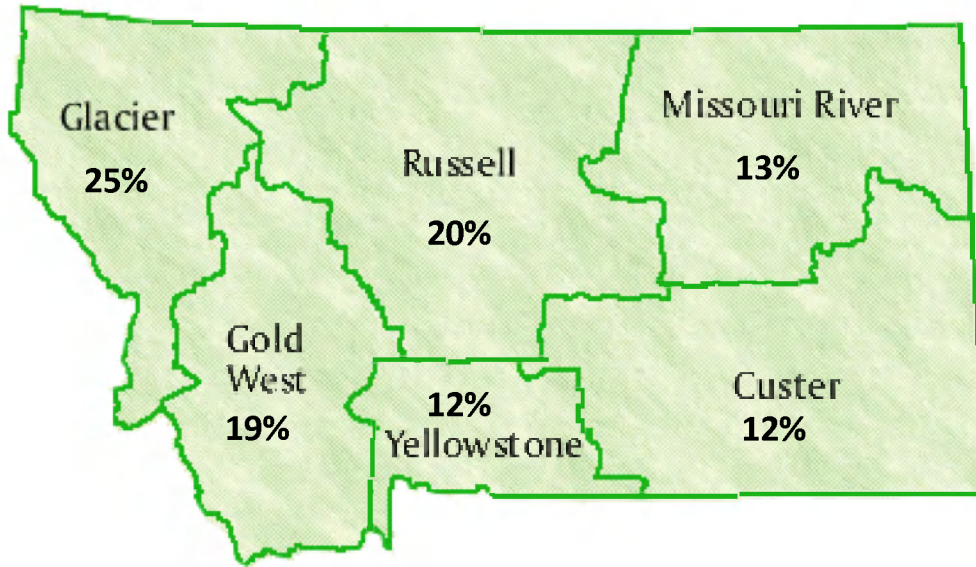 Glacier
25%
Russell
20%
Missouri River
13%
Gold
West
19%
12%
Yellowstone
Custer
12%